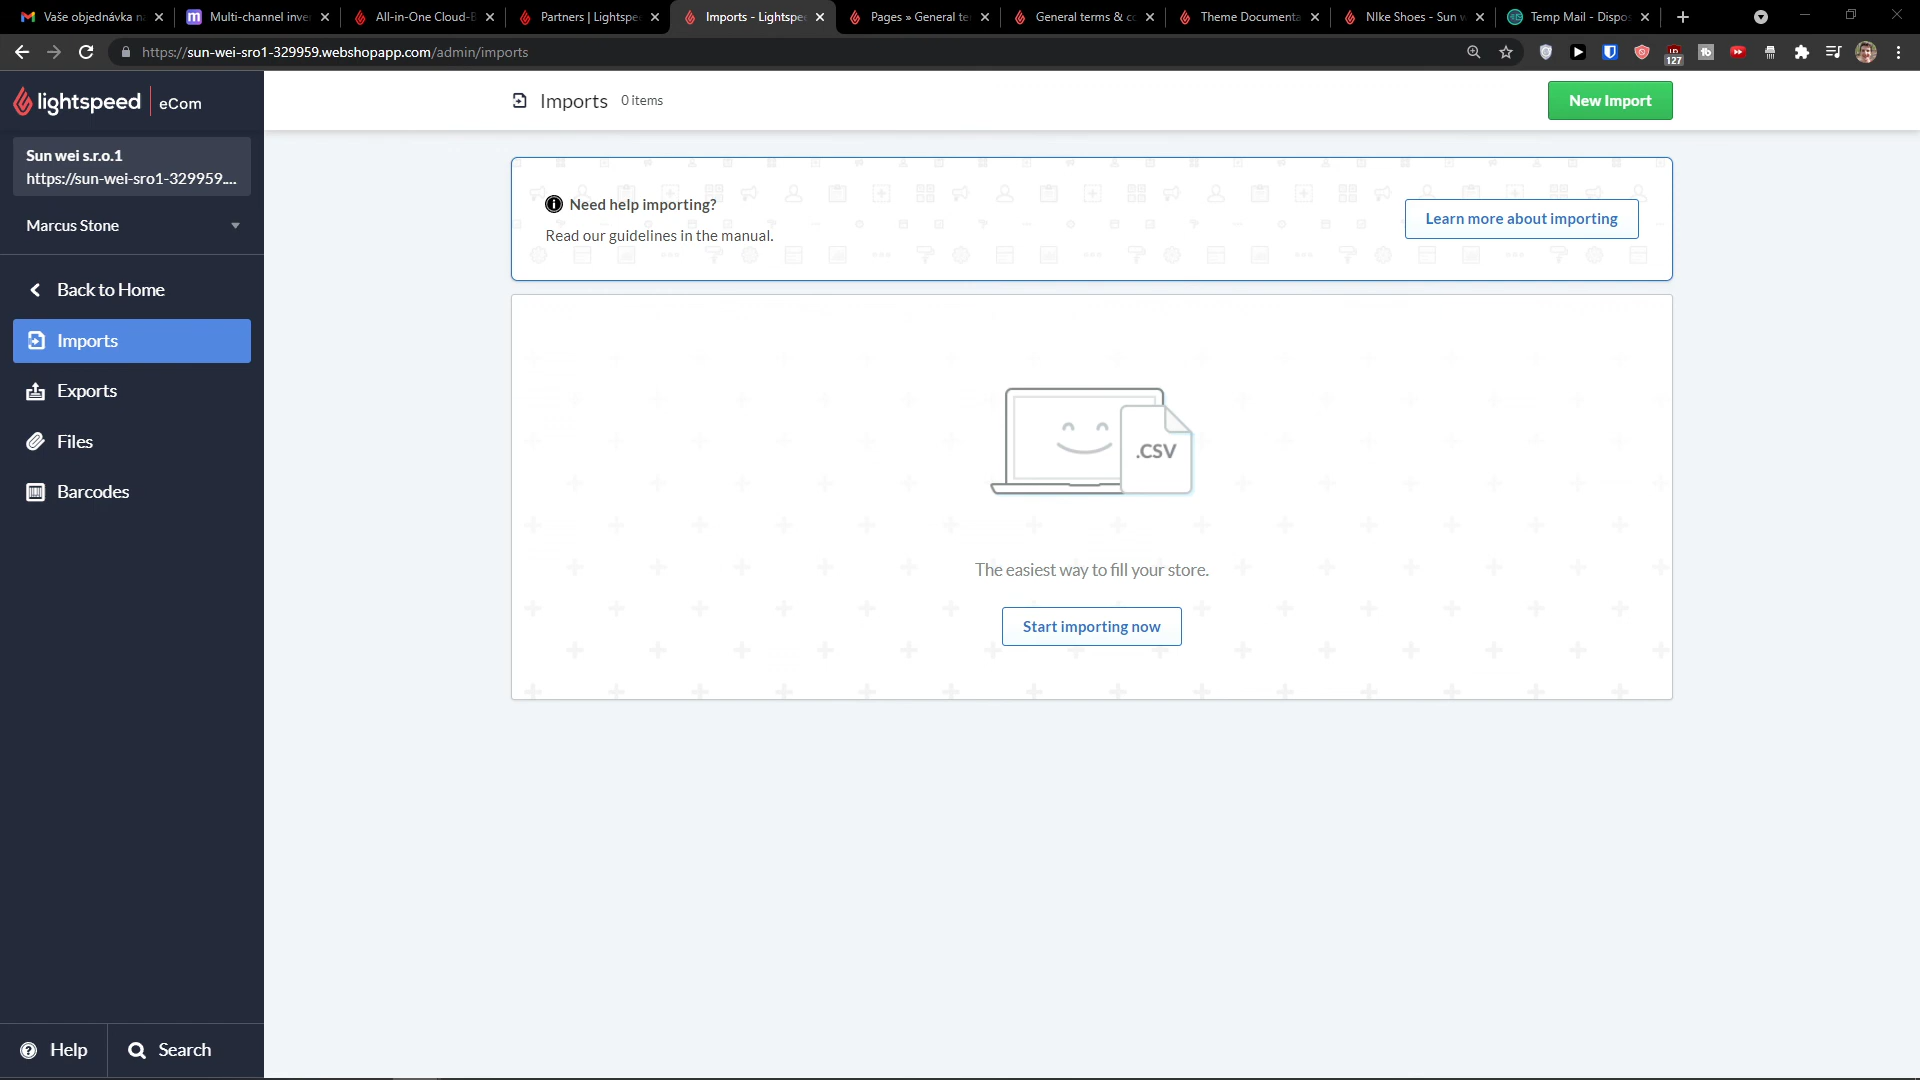 Vaše objednávka n
Multi-channel inve
All-in-One Cloud-B
Partners | Lightspe
Imports - Lightspee
Pages » General te
General terms & co
Theme Documenta
NIke Shoes - Sun w
Temp Mail - Dispos
https://sun-wei-sro1-329959.webshopapp.com/admin/imports
127
lightspeed eCom
Sun wei s.r.o.1
https://sun-wei-sro1-329959....
Marcus Stone
Back to Home
Imports
Exports
Files
Barcodes
Help
Search
Imports 0 items
New Import
Need help importing?
Read our guidelines in the manual.
Learn more about importing
.CSV
The easiest way to fill your store.
Start importing now